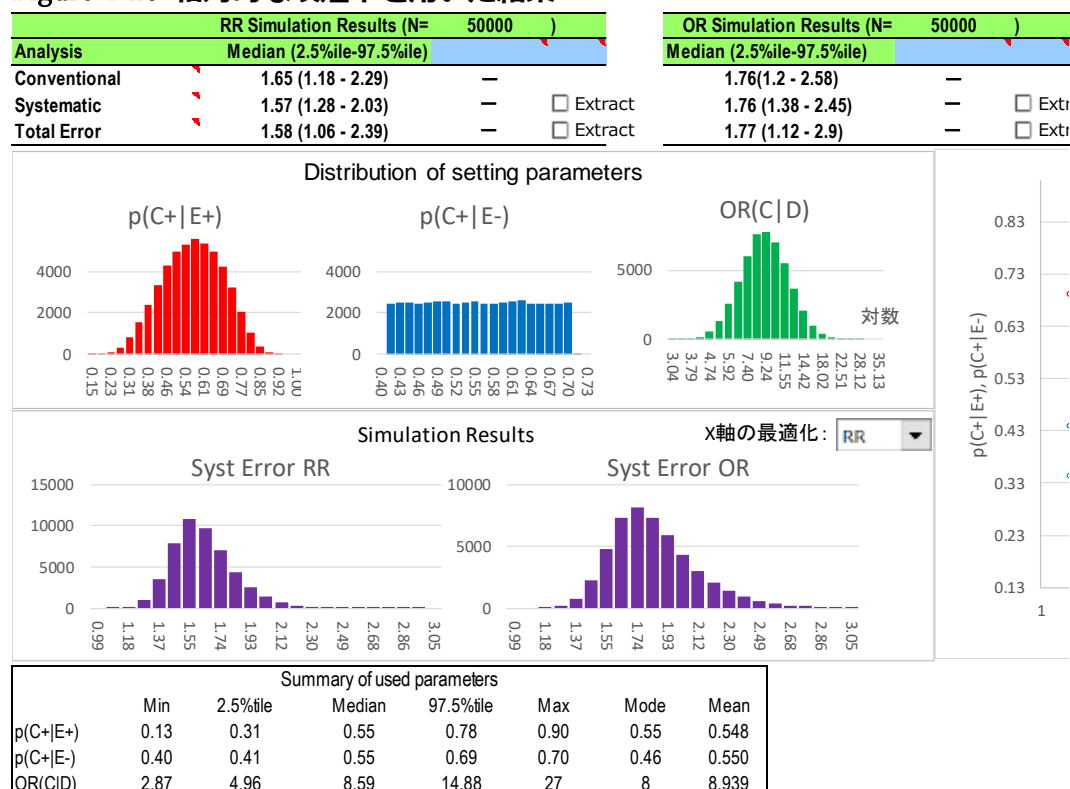 RR Simulation Results (N= 50000 )
Analysis Median (2.5%ile-97.5%ile)
Conventional 1.65 (1.18 - 2.29) —
Systematic 1.57 (1.28 - 2.03) — Extract
Total Error 1.58 (1.06 - 2.39) — Extract
OR Simulation Results (N= 50000 )
Median (2.5%ile-97.5%ile)
1.76(1.2 - 2.58) —
1.76 (1.38 - 2.45) — Extr
1.77 (1.12 - 2.9) — Extr
Distribution of setting parameters
p(C+|E+)
4000
2000
0
0.15 0.23 0.31 0.38 0.46 0.54 0.61 0.69 0.77 0.85 0.92 1.00
p(C+|E-)
4000
2000
0
0.40 0.43 0.46 0.49 0.52 0.55 0.58 0.61 0.64 0.67 0.70 0.73
OR(C|D)
5000
0
対数
3.04 3.79 4.74 5.92 7.40 9.24 11.55 14.42 18.02 22.51 28.12 35.13
Simulation Results
X軸の最適化: RR
Syst Error RR
15000
10000
5000
0
0.99 1.18 1.37 1.55 1.74 1.93 2.12 2.30 2.49 2.68 2.86 3.05
Syst Error OR
10000
5000
0
0.99 1.18 1.37 1.55 1.74 1.93 2.12 2.30 2.49 2.68 2.86 3.05
p(C+|E+), p(C+|E-)
0.83
0.73
0.63
0.53
0.43
0.33
0.23
0.13
1
Summary of used parameters
Min 2.5%tile Median 97.5%tile Max Mode Mean
p(C+|E+) 0.13 0.31 0.55 0.78 0.90 0.55 0.548
p(C+|E-) 0.40 0.41 0.55 0.69 0.70 0.46 0.550
OR(C|D) 2.87 4.96 8.59 14.88 27 8 8.939